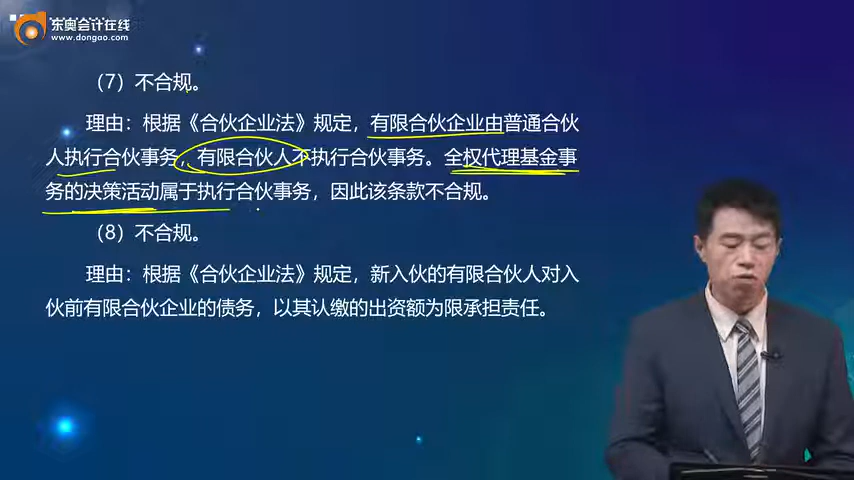 东奥会计在线
www.dongao.com
（7）不合规。
理由：根据《合伙企业法》规定，有限合伙企业由普通合伙
人执行合伙事务，有限合伙人不执行合伙事务。全权代理基金事
务的决策活动属于执行合伙事务，因此该条款不合规。
（8）不合规。
理由：根据《合伙企业法》规定，新入伙的有限合伙人对入
伙前有限合伙企业的债务，以其认缴的出资额为限承担责任。